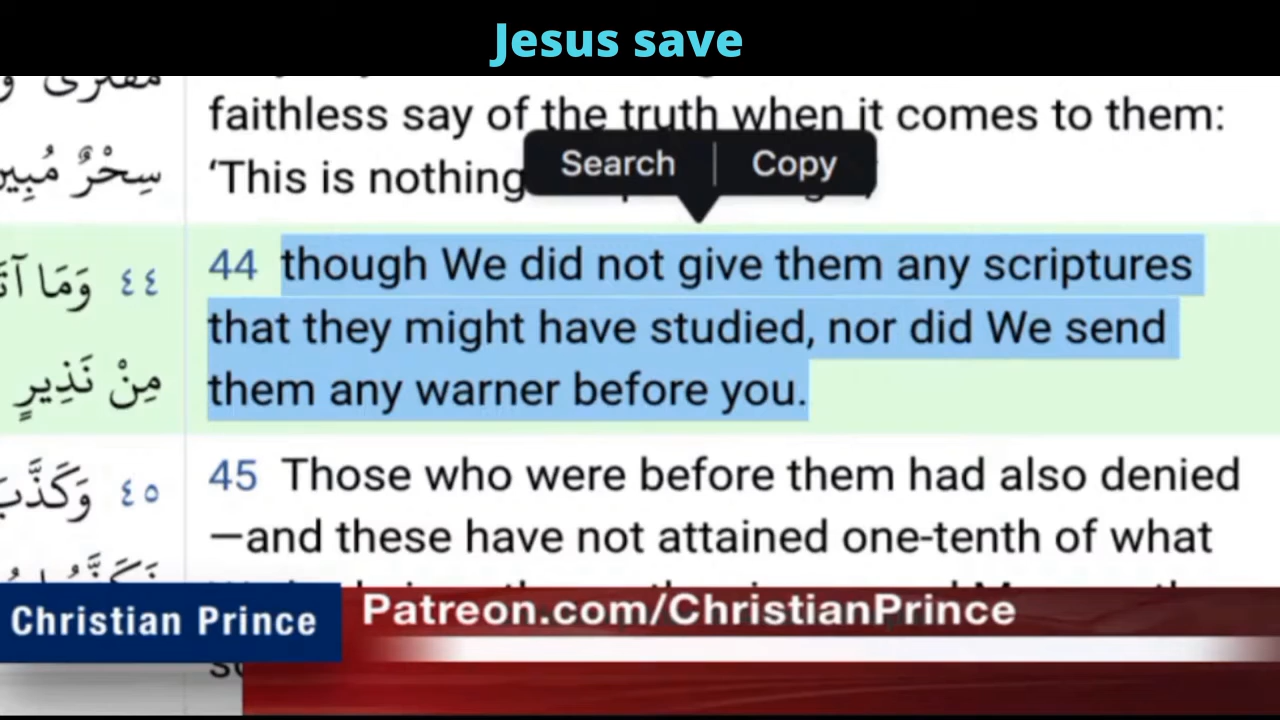 Jesus save
faithless say of the truth when it comes to them:
سِحْرٌ مُبِين
‘This is nothing
Search
Copy
٤٤ وَمَا
44 though We did not give them any scriptures
that they might have studied, nor did We send
مِنْ نَذِيرٍ
them any warner before you.
٤٥
45 Those who were before them had also denied
—and these have not attained one-tenth of what
Christian Prince
Patreon.com/ChristianPrince